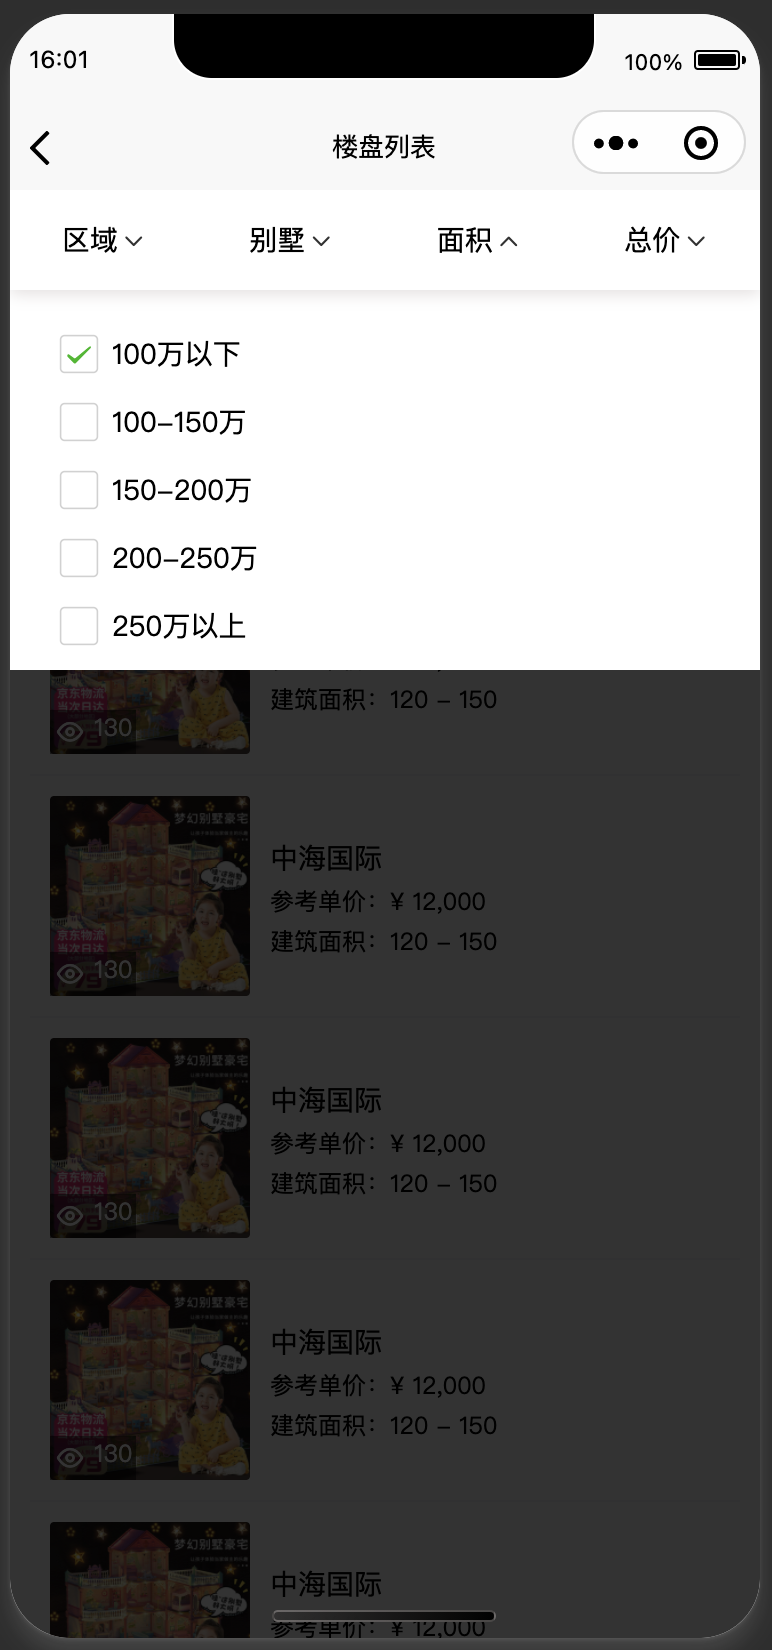 16:01
100%
楼盘列表
区域
别墅
面积
总价
100万以下
100-150万
150-200万
200-250万
250万以上
京东物流
当次日达
130
建筑面积：120 - 150
梦幻别墅豪宅
京东物流
当次日达
130
中海国际
参考单价：¥ 12,000
建筑面积：120 - 150
梦幻别墅豪宅
京东物流
当次日达
130
中海国际
参考单价：¥ 12,000
建筑面积：120 - 150
梦幻别墅豪宅
京东物流
当次日达
130
中海国际
参考单价：¥ 12,000
建筑面积：120 - 150
梦幻别墅豪宅
中海国际
参考单价：¥ 12,000